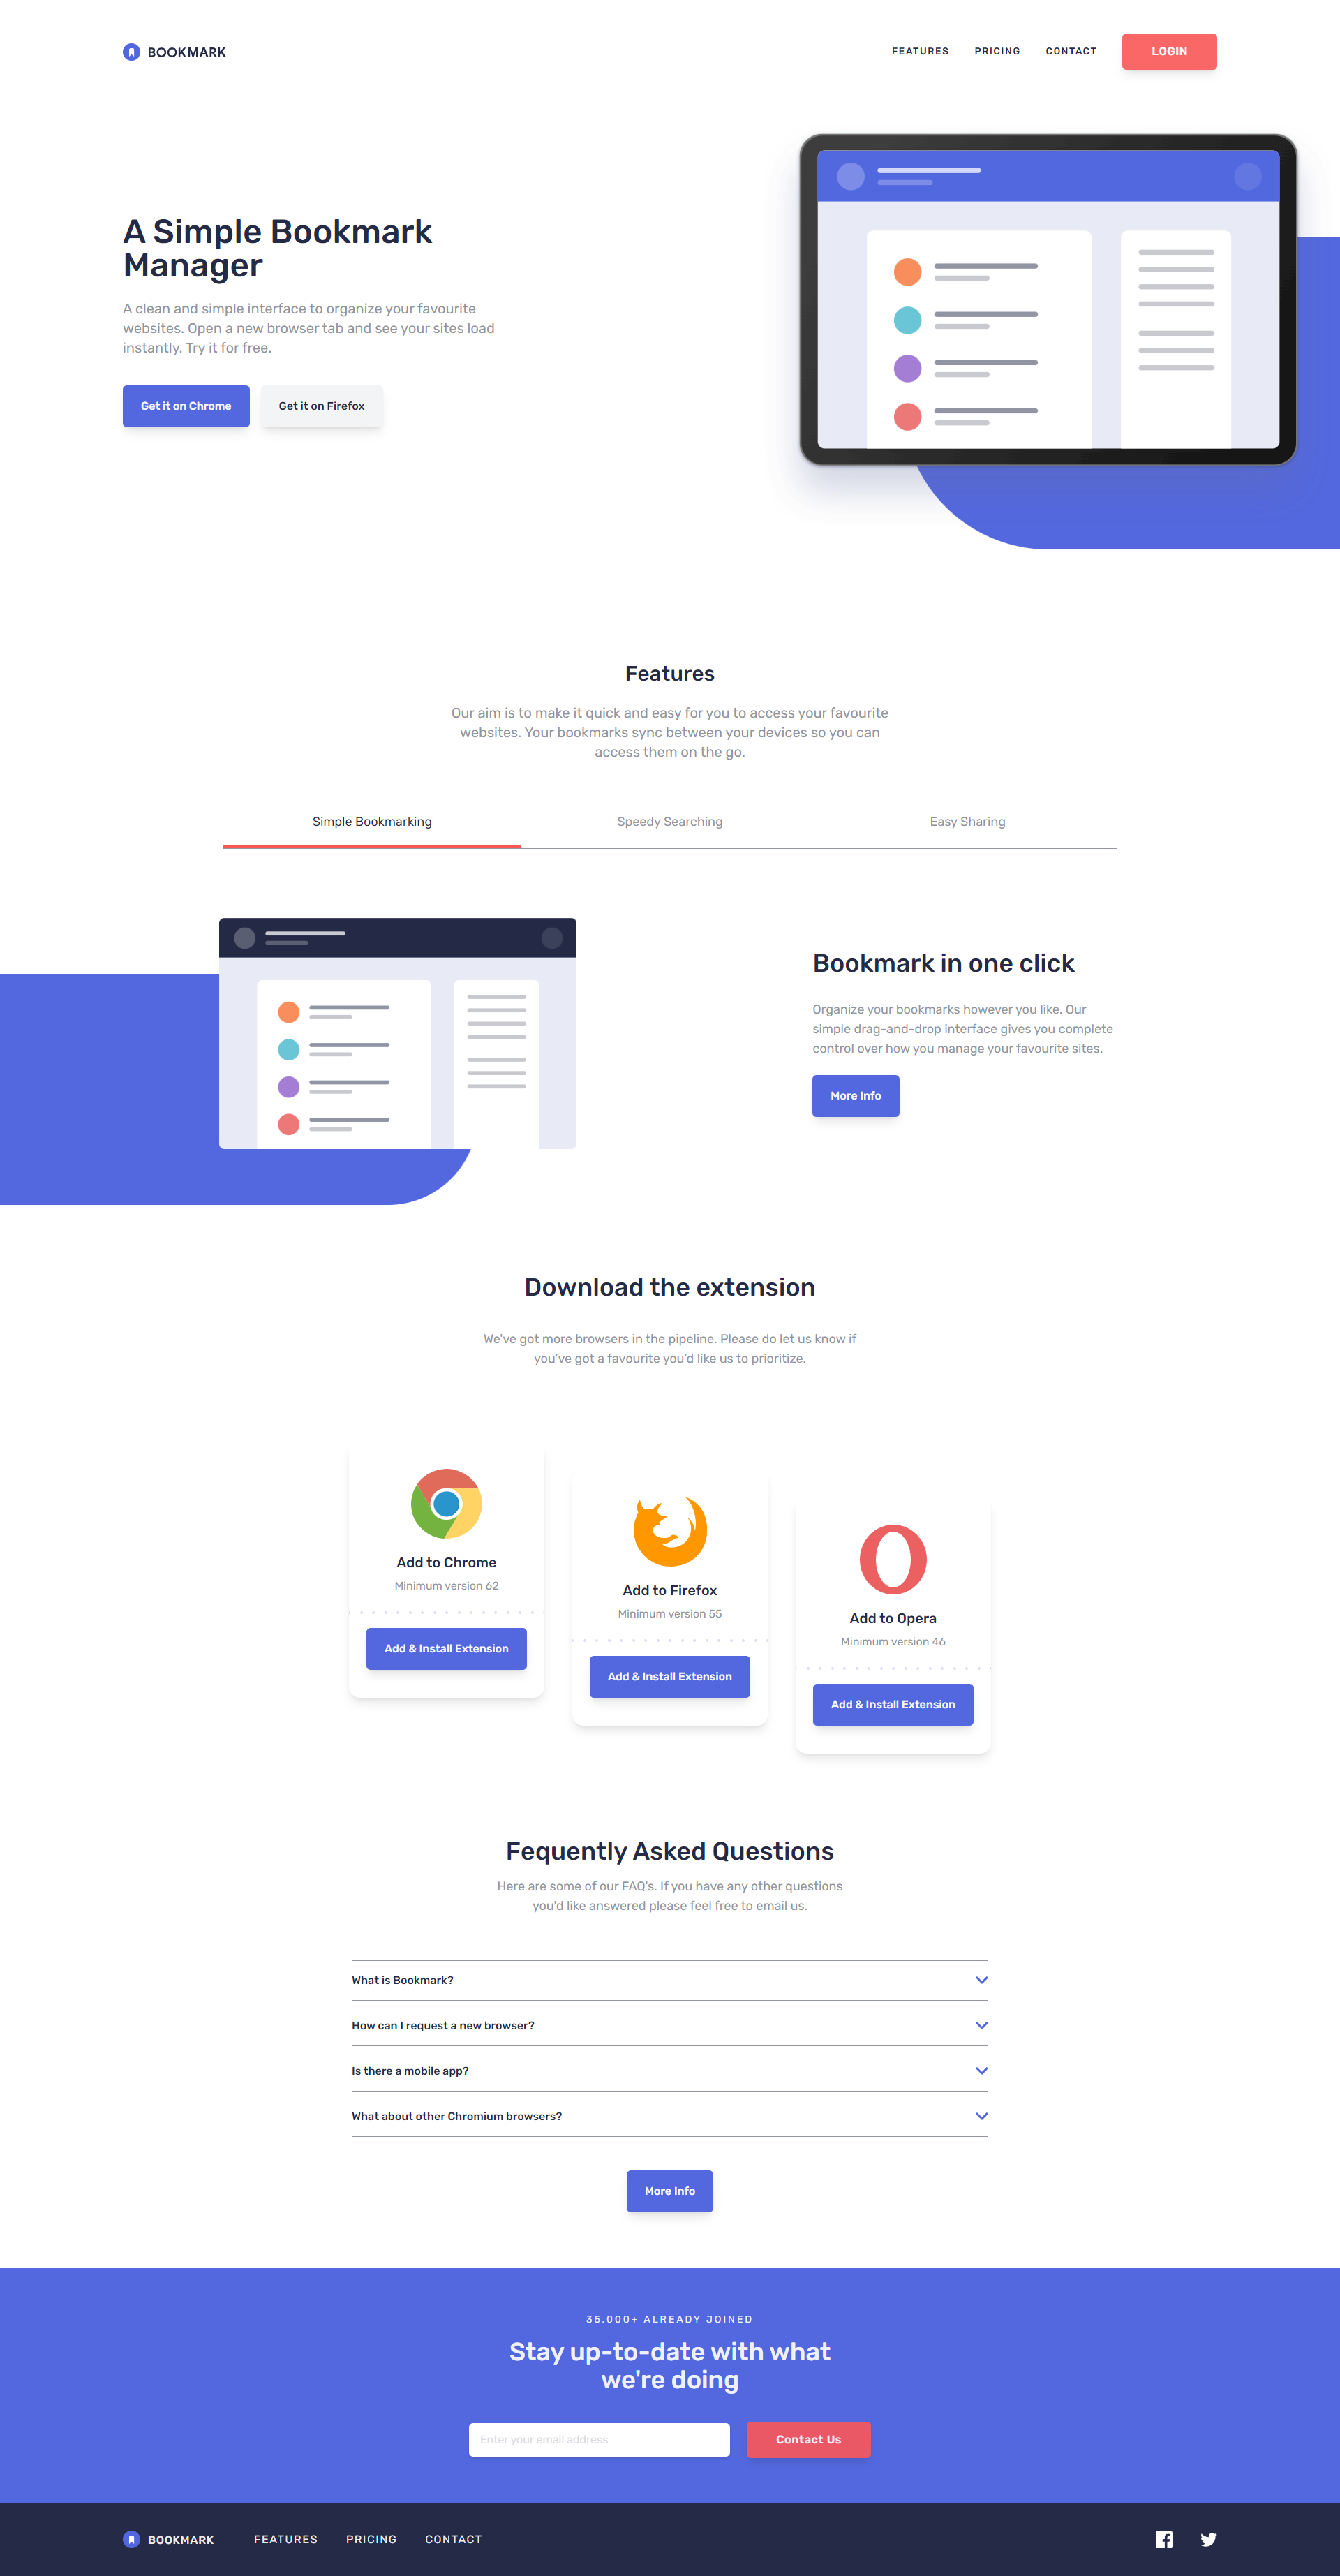 BOOKMARK
FEATURES
PRICING
CONTACT
LOGIN
A Simple Bookmark
Manager
A clean and simple interface to organize your favourite
websites. Open a new browser tab and see your sites load
instantly. Try it for free.
Get it on Chrome
Get it on Firefox
Features
Our aim is to make it quick and easy for you to access your favourite
websites. Your bookmarks sync between your devices so you can
access them on the go.
Simple Bookmarking
Speedy Searching
Easy Sharing
Bookmark in one click
Organize your bookmarks however you like. Our
simple drag-and-drop interface gives you complete
control over how you manage your favourite sites.
More Info
Download the extension
We've got more browsers in the pipeline. Please do let us know if
you've got a favourite you'd like us to prioritize.
Add to Chrome
Minimum version 62
Add & Install Extension
Add to Firefox
Minimum version 55
Add & Install Extension
Add to Opera
Minimum version 46
Add & Install Extension
Fequently Asked Questions
Here are some of our FAQ's. If you have any other questions
you'd like answered please feel free to email us.
What is Bookmark?
How can I request a new browser?
Is there a mobile app?
What about other Chromium browsers?
More Info
35,000+ ALREADY JOINED
Stay up-to-date with what
we're doing
Enter your email address
Contact Us
BOOKMARK
FEATURES
PRICING
CONTACT